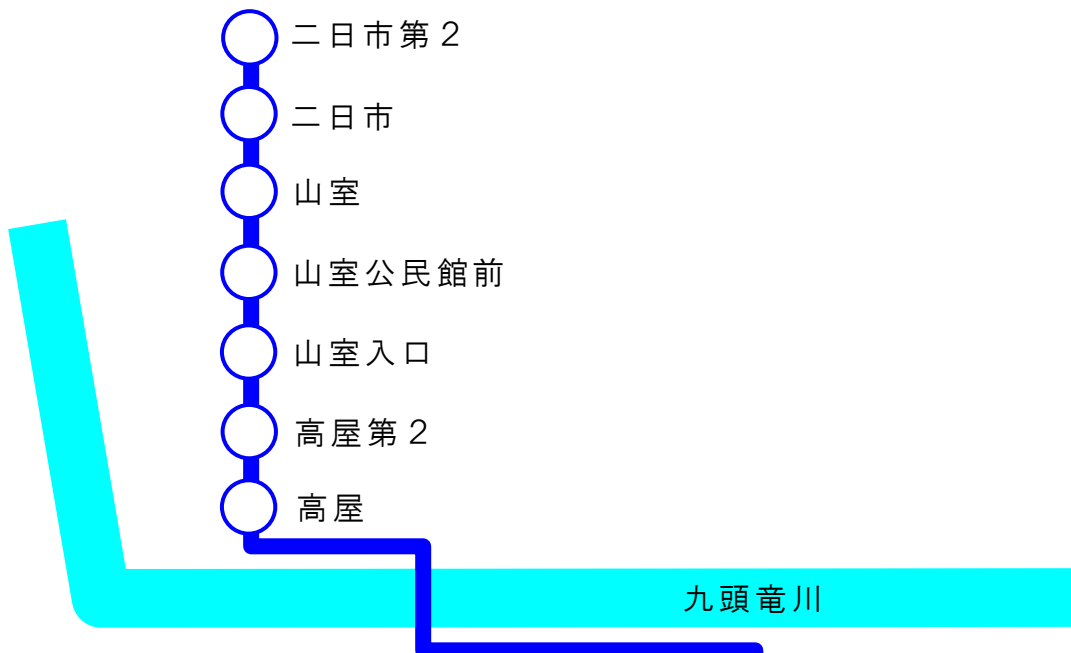 二日市第２
二日市
山室
山室公民館前
山室入口
高屋第２
高屋
九頭竜川